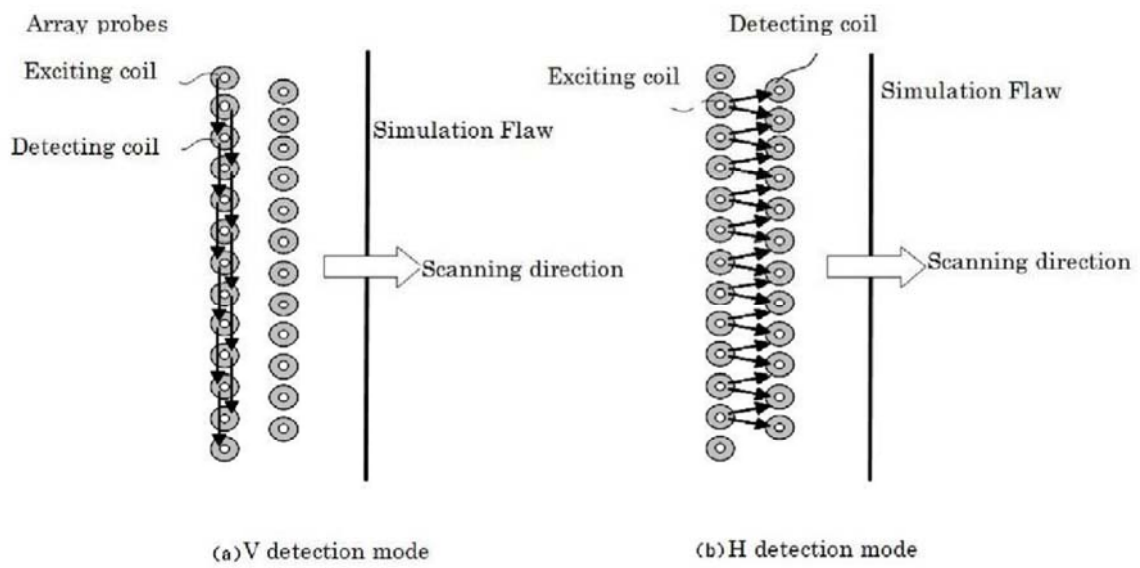 Array probes
Exciting coil
Detecting coil
Simulation Flaw
Scanning direction
(a)V detection mode
Detecting coil
Exciting coil
Simulation Flaw
Scanning direction
(b)H detection mode